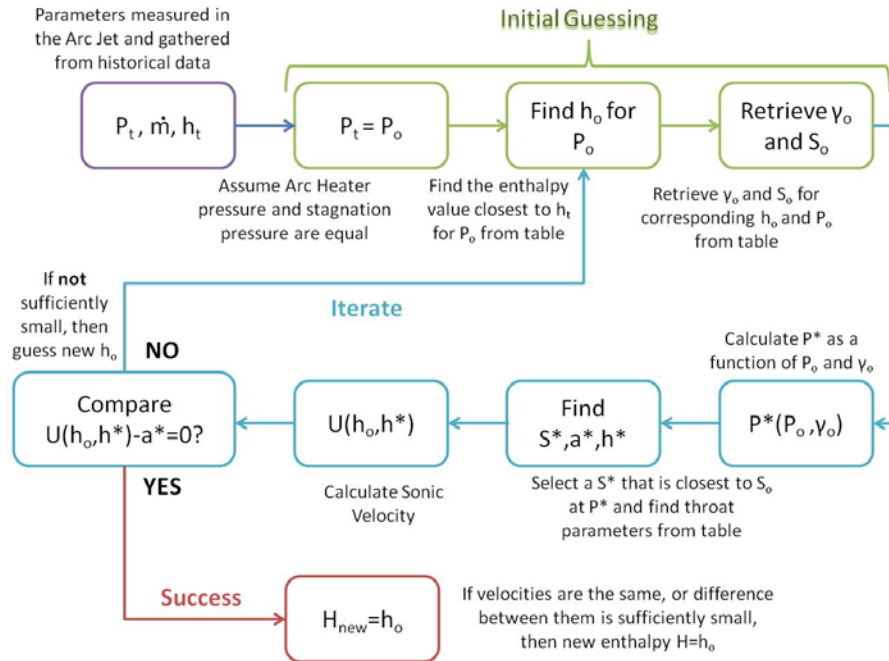 Parameters measured in
the Arc Jet and gathered
from historical data
Initial Guessing
Pₜ, ṁ, hₜ
Pₜ = Pₒ
Find hₒ for
Pₒ
Retrieve γₒ
and Sₒ
Assume Arc Heater
pressure and stagnation
pressure are equal
Find the enthalpy
value closest to hₜ
for Pₒ from table
Retrieve γₒ and Sₒ for
corresponding hₒ and Pₒ
from table
If not
sufficiently
small, then
guess new hₒ
Iterate
NO
Calculate P* as a
function of Pₒ and γₒ
Compare
U(hₒ,h*)-a*=0?
U(hₒ,h*)
Find
S*,a*,h*
P*(Pₒ,γₒ)
YES
Calculate Sonic
Velocity
Select a S* that is closest to Sₒ
at P* and find throat
parameters from table
Success
Hnew=hₒ
If velocities are the same, or difference
between them is sufficiently small,
then new enthalpy H=hₒ